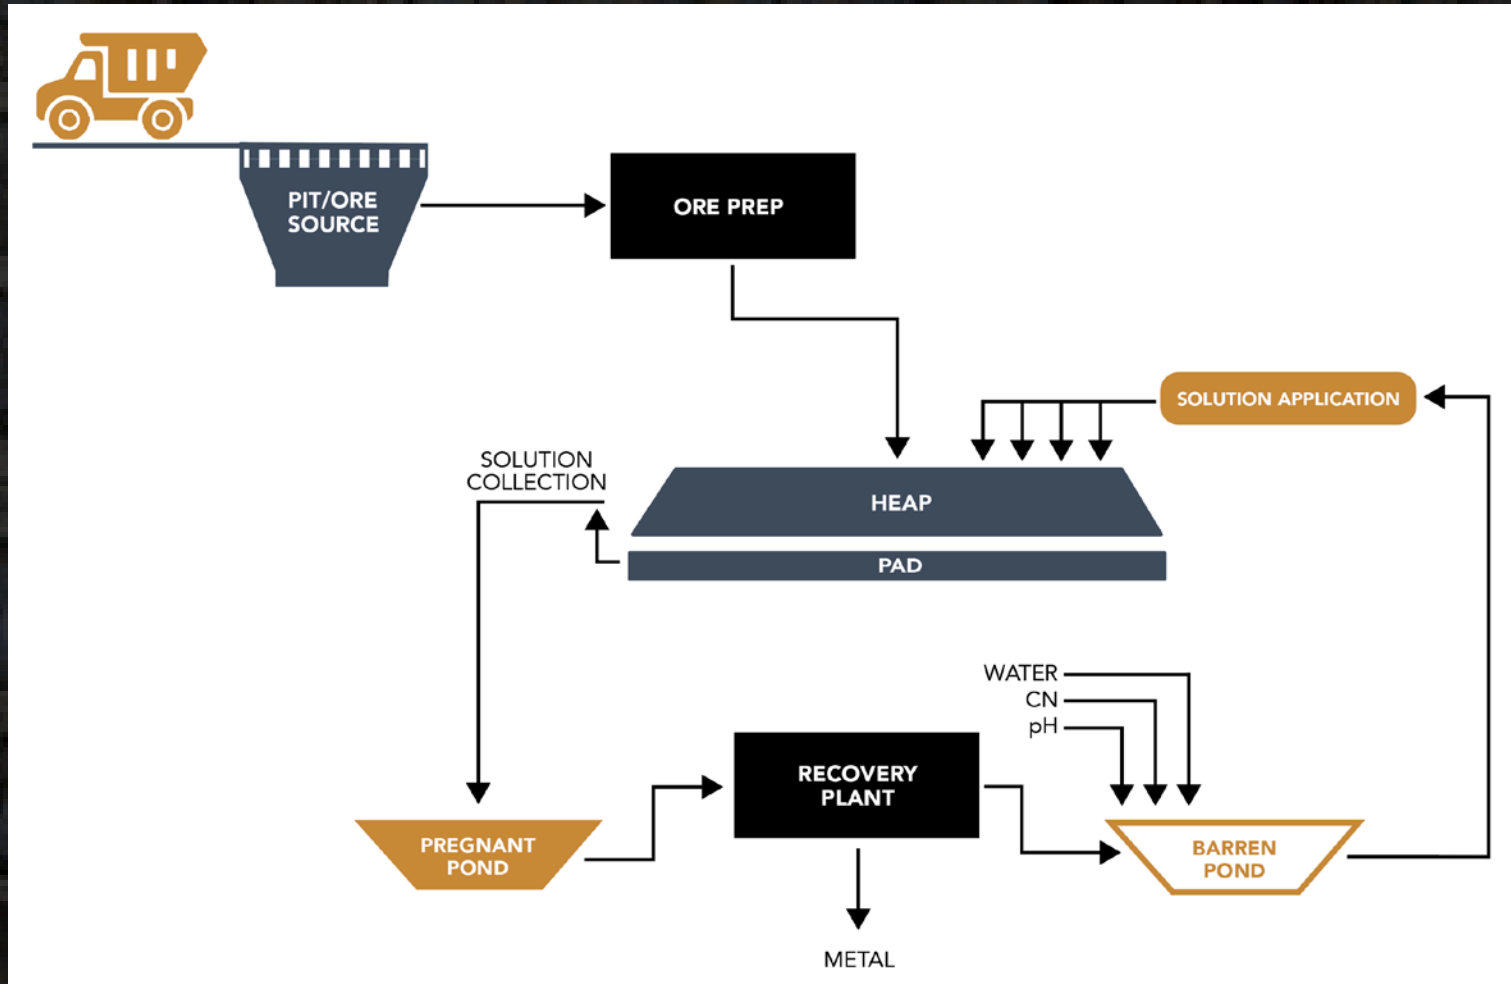 PIT/ORE
SOURCE
ORE PREP
SOLUTION APPLICATION
SOLUTION
COLLECTION
HEAP
PAD
WATER
CN
pH
RECOVERY
PLANT
PREGNANT
POND
BARREN
POND
METAL